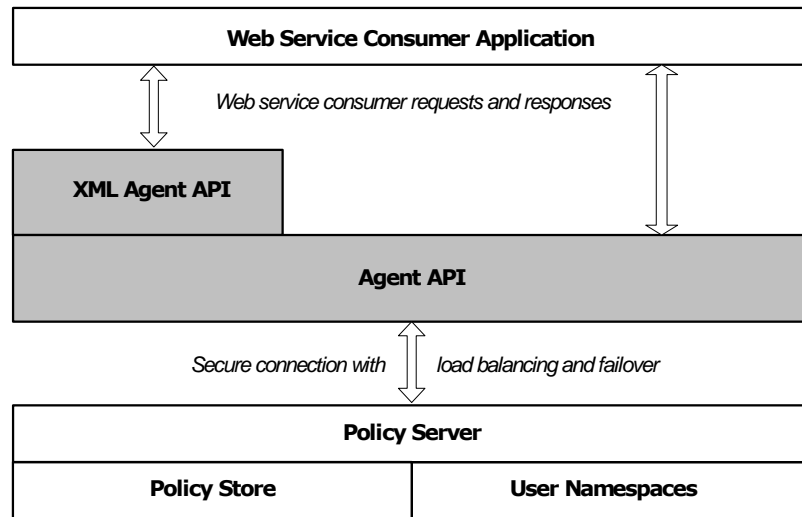 Web Service Consumer Application
Web service consumer requests and responses
XML Agent API
Agent API
Secure connection with load balancing and failover
Policy Server
Policy Store
User Namespaces